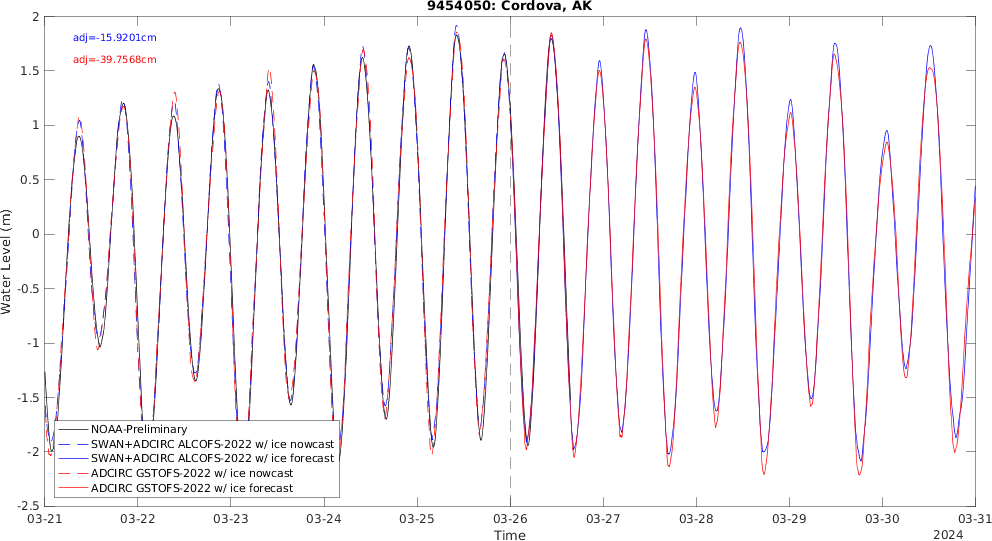 9454050: Cordova, AK
adj=-15.9201cm
adj=-39.7568cm
2
1.5
1
0.5
0
-0.5
-1
-1.5
-2
-2.5
Water Level (m)
NOAA-Preliminary
SWAN+ADCIRC ALCOFS-2022 w/ ice nowcast
SWAN+ADCIRC ALCOFS-2022 w/ ice forecast
ADCIRC GSTOFS-2022 w/ ice nowcast
ADCIRC GSTOFS-2022 w/ ice forecast
03-21 03-22 03-23 03-24 03-25 03-26 03-27 03-28 03-29 03-30 03-31
Time
2024